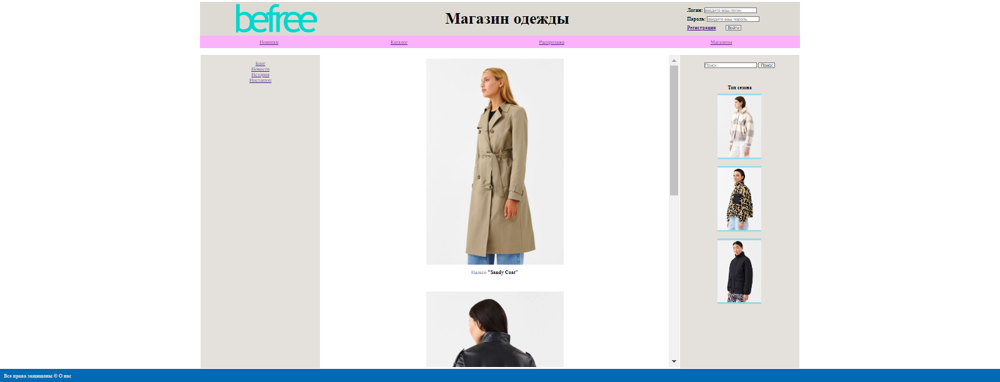 befree
Магазин одежды
Логин: введите ваш логин
Пароль: введите ваш пароль
Регистрация Войти
Новинки Каталог Распродажа Магазины
Блог
Новости
История
Инсташоп
Пальто "Sandy Coat"
Поиск Поиск
Топ сезона
Все права защищены © О нас